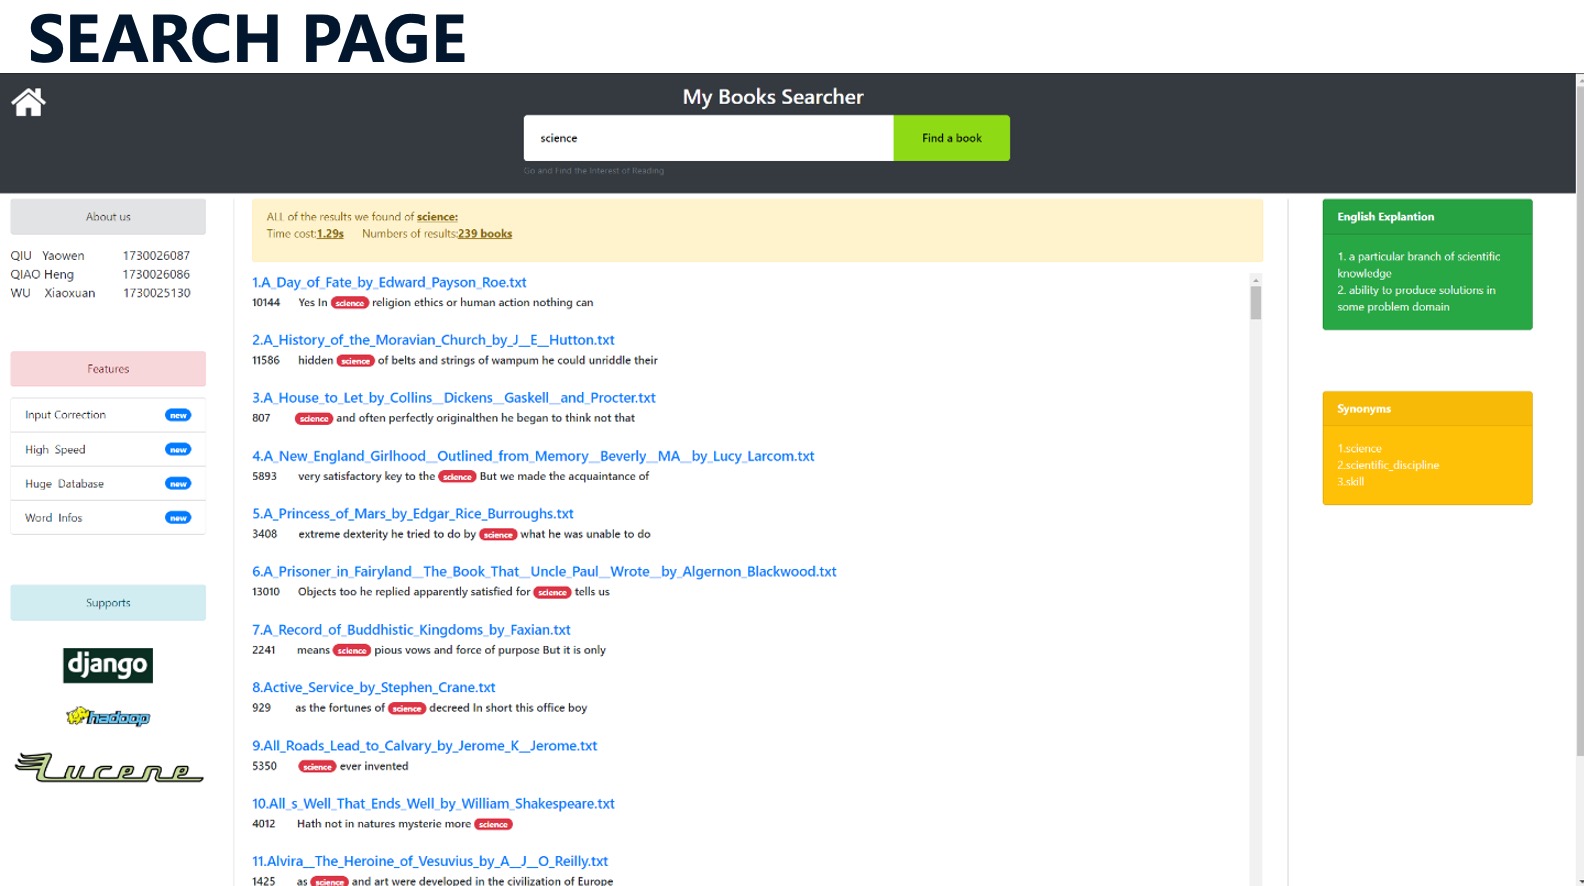 SEARCH PAGE
My Books Searcher
science
Find a book
Go and Find the Interest of Reading
About us
QIU Yaowen 1730026087
QIAO Heng 1730026086
WU Xiaoxuan 1730025130
Features
Input Correction new
High Speed new
Huge Database new
Word Infos new
Supports
django
hadoop
Lucene
ALL of the results we found of science:
Time cost:1.29s Numbers of results:239 books
1.A_Day_of_Fate_by_Edward_Payson_Roe.txt
10144 Yes In science religion ethics or human action nothing can
2.A_History_of_the_Moravian_Church_by_J__E__Hutton.txt
11586 hidden science of belts and strings of wampum he could unriddle their
3.A_House_to_Let_by_Collins__Dickens__Gaskell__and_Procter.txt
807 science and often perfectly originalthen he began to think not that
4.A_New_England_Girlhood__Outlined_from_Memory__Beverly__MA__by_Lucy_Larcom.txt
5893 very satisfactory key to the science But we made the acquaintance of
5.A_Princess_of_Mars_by_Edgar_Rice_Burroughs.txt
3408 extreme dexterity he tried to do by science what he was unable to do
6.A_Prisoner_in_Fairyland__The_Book_That__Uncle_Paul__Wrote__by_Algernon_Blackwood.txt
13010 Objects too he replied apparently satisfied for science tells us
7.A_Record_of_Buddhistic_Kingdoms_by_Faxian.txt
2241 means science pious vows and force of purpose But it is only
8.Active_Service_by_Stephen_Crane.txt
929 as the fortunes of science decreed In short this office boy
9.All_Roads_Lead_to_Calvary_by_Jerome_K__Jerome.txt
5350 science ever invented
10.All_s_Well_That_Ends_Well_by_William_Shakespeare.txt
4012 Hath not in natures mysterie more science
11.Alvira__The_Heroine_of_Vesuvius_by_A__J__O_Reilly.txt
1425 as science and art were developed in the civilization of Europe
English Explantion
1. a particular branch of scientific
knowledge
2. ability to produce solutions in
some problem domain
Synonyms
1.science
2.scientific_discipline
3.skill